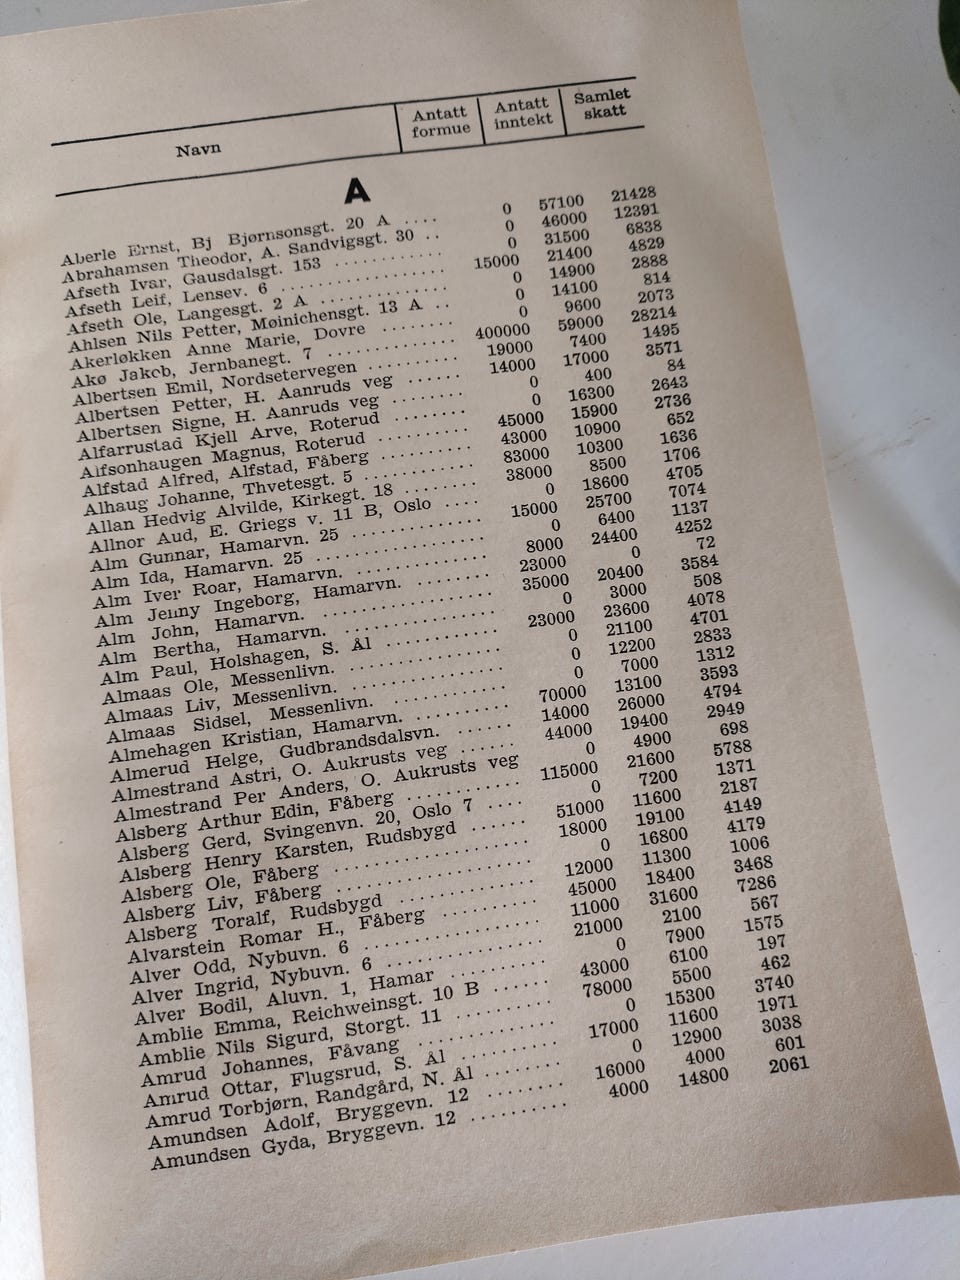 Navn Antatt formue Antatt inntekt Samlet skatt
A
Aberle Ernst, Bj Bjørnsonsgt. 20 A .... 0 57100 21428
Abrahamsen Theodor, A. Sandvigsgt. 30 .. 0 46000 12391
Afseth Ivar, Gausdalsgt. 153 ........... 0 31500 6838
Afseth Leif, Lensev. 6 ................ 15000 21400 4829
Afseth Ole, Langesgt. 2 A ............. 0 14900 2888
Ahlsen Nils Petter, Møinichensgt. 13 A .. 0 14100 814
Akerløkken Anne Marie, Dovre ........ 0 9600 2073
Akø Jakob, Jernbanegt. 7 ............. 400000 59000 28214
Albertsen Emil, Nordsetervegen ........ 19000 7400 1495
Albertsen Petter, H. Aanruds veg ...... 14000 17000 3571
Albertsen Signe, H. Aanruds veg ........ 0 400 84
Alfarrustad Kjell Arve, Roterud ........ 0 16300 2643
Alfsonhaugen Magnus, Roterud .......... 45000 15900 2736
Alfstad Alfred, Alfstad, Fåberg .......... 43000 10900 652
Alhaug Johanne, Thvetesgt. 5 ........... 83000 10300 1636
Allan Hedvig Alvilde, Kirkegt. 18 ........ 38000 8500 1706
Allnor Aud, E. Griegs v. 11 B, Oslo .... 0 18600 4705
Alm Gunnar, Hamarvn. 25 ............. 15000 25700 7074
Alm Ida, Hamarvn. 25 ................. 0 6400 1137
Alm Iver Roar, Hamarvn. ............. 8000 24400 4252
Alm Jenny Ingeborg, Hamarvn. ........ 23000 0 72
Alm John, Hamarvn. .................. 35000 20400 3584
Alm Bertha, Hamarvn. ................ 0 3000 508
Alm Paul, Holshagen, S. Ål ............ 23000 23600 4078
Almaas Ole, Messenlivn. ............... 0 21100 4701
Almaas Liv, Messenlivn. ............... 0 12200 2833
Almaas Sidsel, Messenlivn. ............. 0 7000 1312
Almehagen Kristian, Hamarvn. .......... 70000 13100 3593
Almerud Helge, Gudbrandsdalsvn. ....... 14000 26000 4794
Almestrand Astri, O. Aukrusts veg ...... 44000 19400 2949
Almestrand Per Anders, O. Aukrusts veg 0 4900 698
Alsberg Arthur Edin, Fåberg ........... 115000 21600 5788
Alsberg Gerd, Svingenvn. 20, Oslo 7 .... 0 7200 1371
Alsberg Henry Karsten, Rudsbygd ...... 51000 11600 2187
Alsberg Ole, Fåberg ................... 18000 19100 4149
Alsberg Liv, Fåberg ................... 0 16800 4179
Alsberg Toralf, Rudsbygd .............. 12000 11300 1006
Alvarstein Romar H., Fåberg .......... 45000 18400 3468
Alver Odd, Nybuvn. 6 ................. 11000 31600 7286
Alver Ingrid, Nybuvn. 6 ............... 21000 2100 567
Alver Bodil, Aluvn. 1, Hamar .......... 0 7900 1575
Amblie Emma, Reichweinsgt. 10 B ...... 43000 6100 197
Amblie Nils Sigurd, Storgt. 11 .......... 78000 5500 462
Amrud Johannes, Fåvang .............. 0 15300 3740
Amrud Ottar, Flugsrud, S. Ål .......... 17000 11600 1971
Amrud Torbjørn, Randgård, N. Ål ........ 0 12900 3038
Amundsen Adolf, Bryggevn. 12 ......... 16000 4000 601
Amundsen Gyda, Bryggevn. 12 .......... 4000 14800 2061